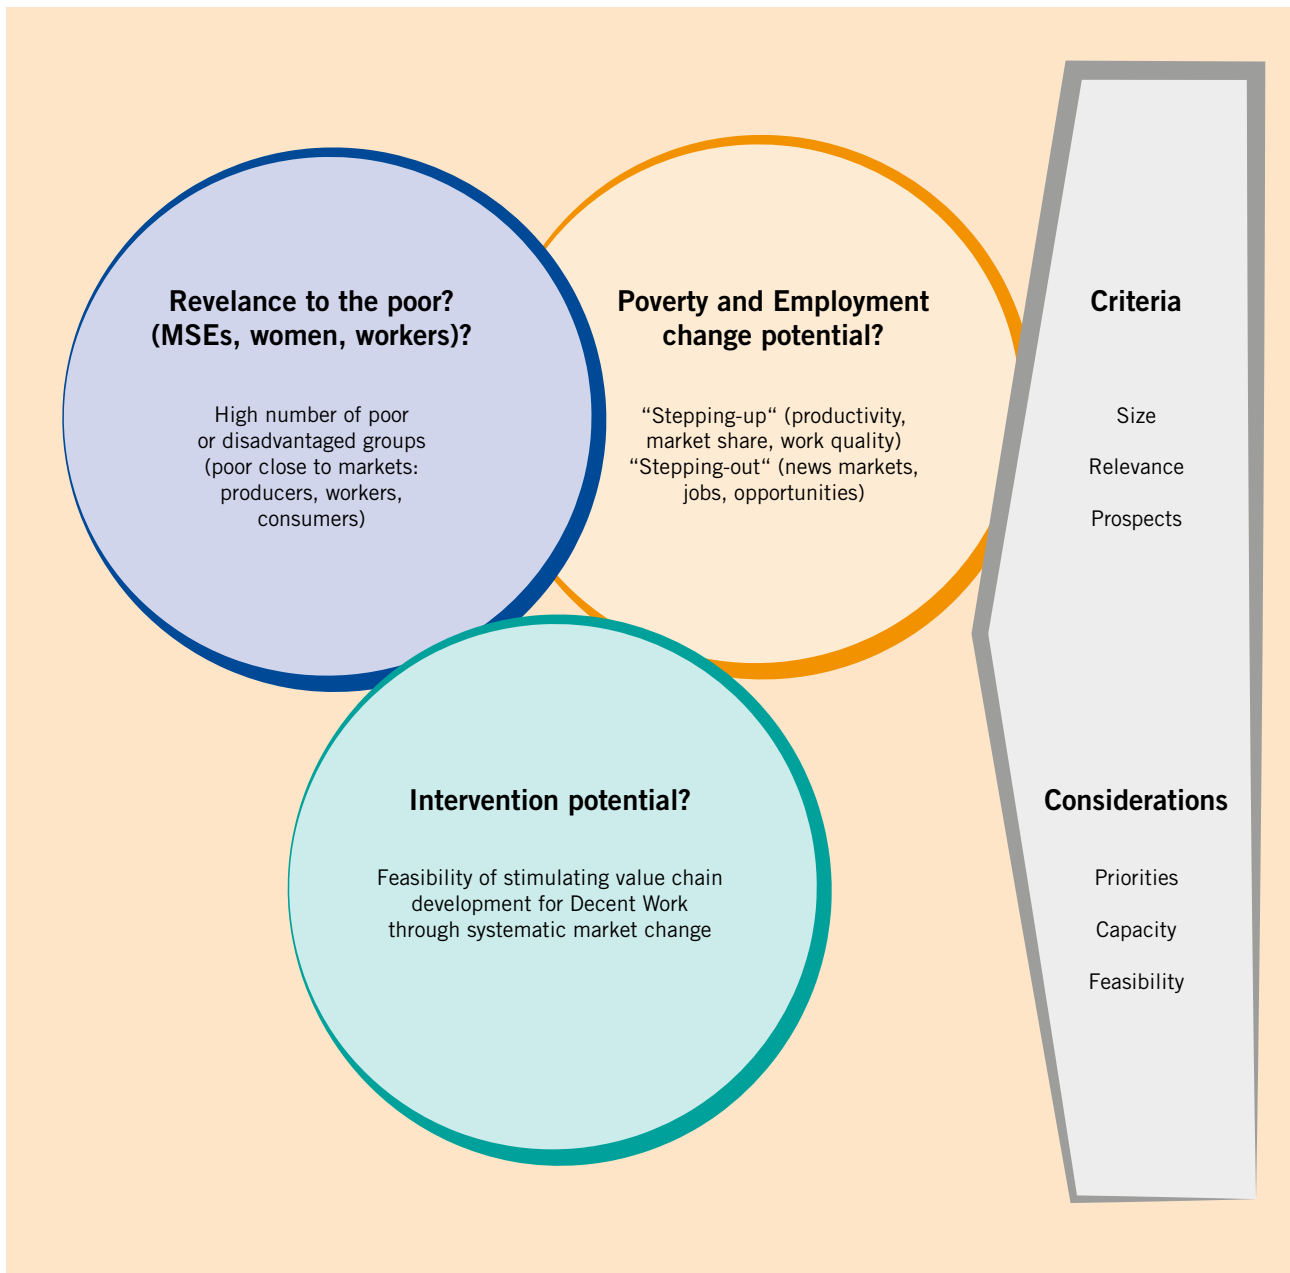 Revelance to the poor?
(MSEs, women, workers)?
High number of poor
or disadvantaged groups
(poor close to markets:
producers, workers,
consumers)
Poverty and Employment
change potential?
“Stepping-up“ (productivity,
market share, work quality)
“Stepping-out“ (news markets,
jobs, opportunities)
Intervention potential?
Feasibility of stimulating value chain
development for Decent Work
through systematic market change
Criteria
Size
Relevance
Prospects
Considerations
Priorities
Capacity
Feasibility